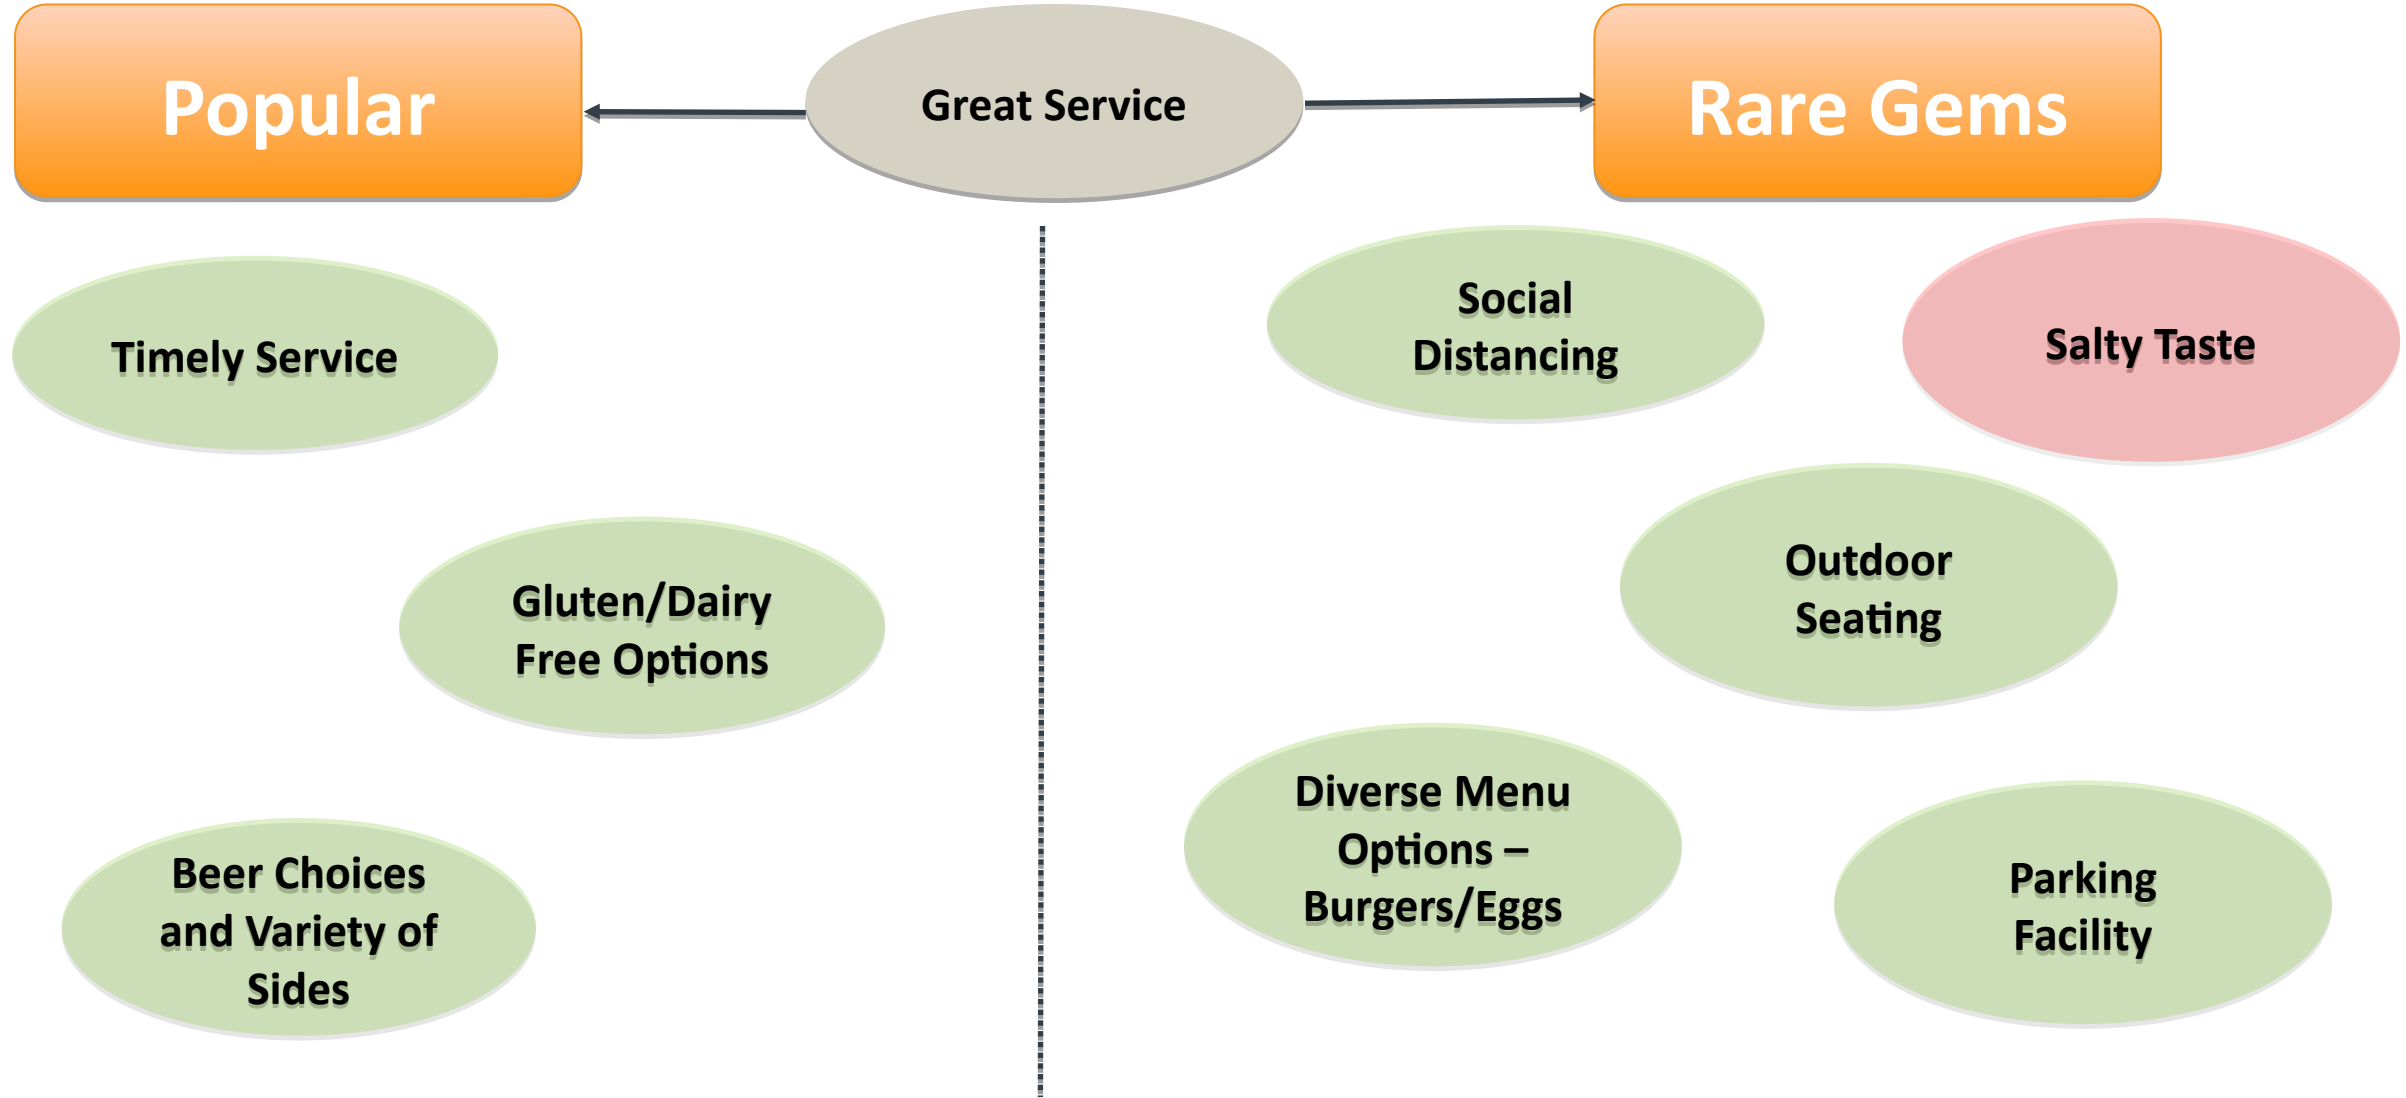 Popular
Great Service
Rare Gems
Timely Service
Gluten/Dairy
Free Options
Beer Choices
and Variety of
Sides
Social
Distancing
Salty Taste
Outdoor
Seating
Diverse Menu
Options –
Burgers/Eggs
Parking
Facility